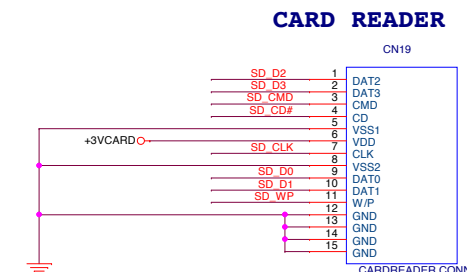 CARD READER
CN19
SD_D2 1 DAT2
SD_D3 2 DAT3
SD_CMD 3 CMD
SD_CD# 4 CD
5 VSS1
+3VCARD 6 VDD
SD_CLK 7 CLK
8 VSS2
SD_D0 9 DAT0
SD_D1 10 DAT1
SD_WP 11 W/P
12 GND
13 GND
14 GND
15 GND
CARDREADER CONN